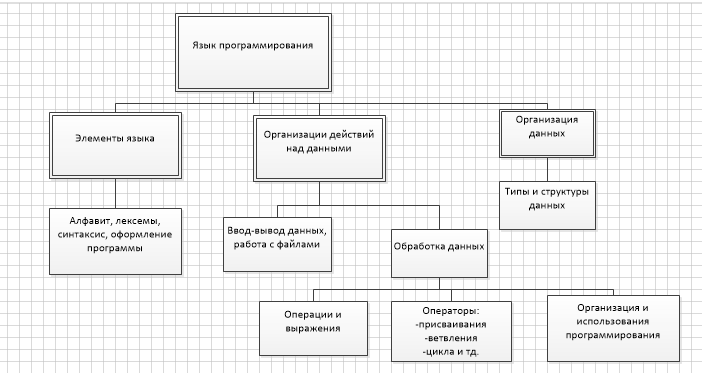 Язык программирования
Элементы языка
Организации действий
над данными
Организация
данных
Алфавит, лексемы,
синтаксис, оформление
программы
Ввод-вывод данных,
работа с файлами
Обработка данных
Типы и структуры
данных
Операции и
выражения
Операторы:
-присваивания
-ветвления
-цикла и тд.
Организация и
использования
программирования